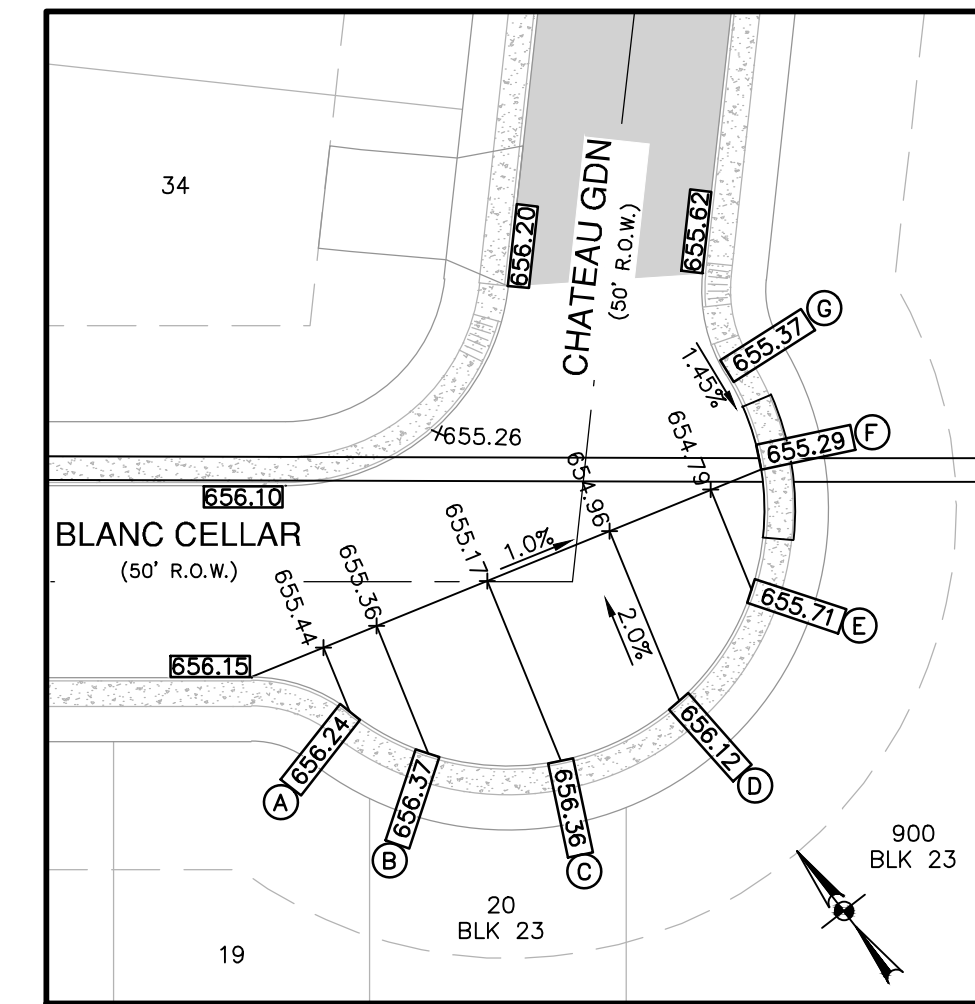 34
656.20
CHATEAU GDN
(50' R.O.W.)
655.62
G
655.37
1.45%
F
655.29
654.79
655.26
654.96
656.10
BLANC CELLAR
(50' R.O.W.)
655.17
1.0%
655.36
655.44
656.15
2.0%
655.71
E
656.24
A
656.37
B
656.36
C
656.12
D
900
BLK 23
20
BLK 23
19